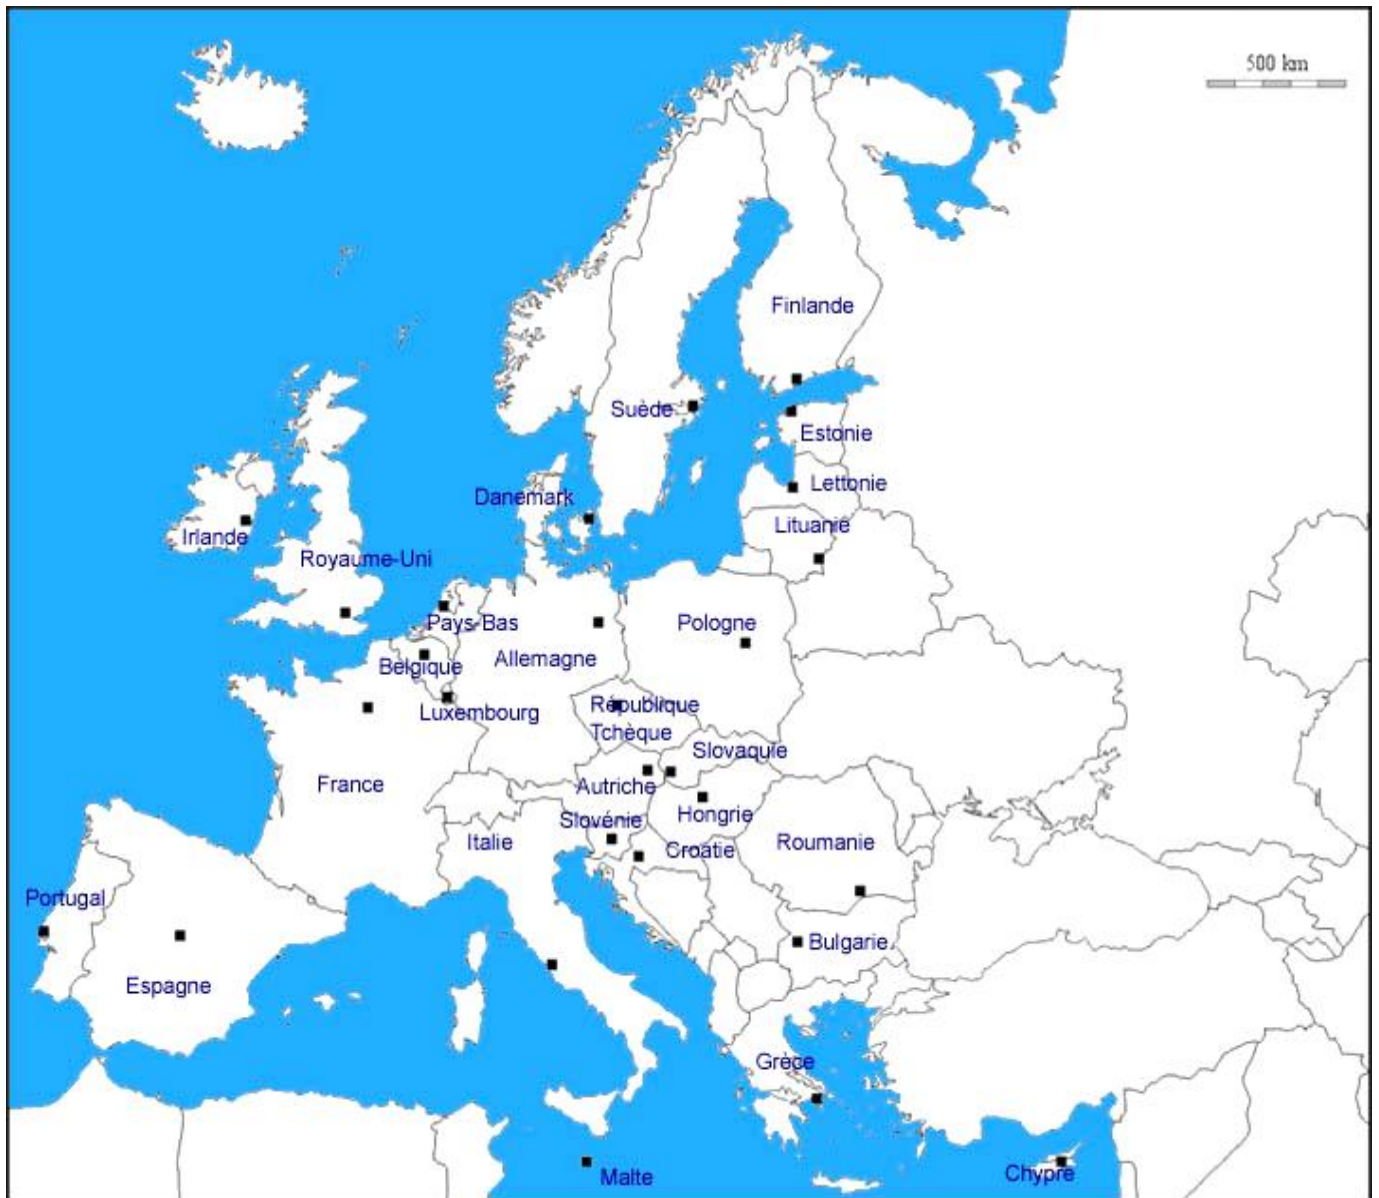 500 km
Finlande
Suède
Estonie
Lettonie
Danemark
Lituanie
Irlande
Royaume-Uni
Pays-Bas
Pologne
Allemagne
Belgique
République
Tchèque
Luxembourg
Slovaquie
France
Autriche
Hongrie
Slovénie
Italie
Croatie
Roumanie
Portugal
Bulgarie
Espagne
Grèce
Malte
Chypre